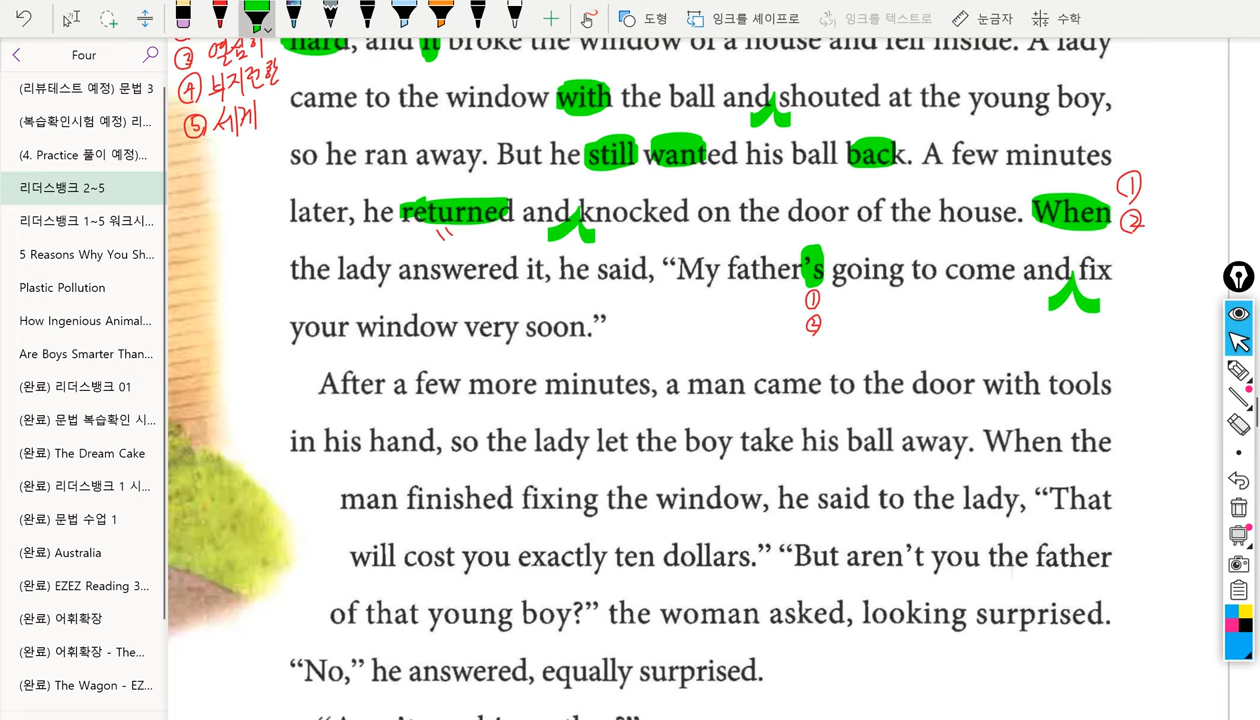 도형
잉크를 셰이프로
잉크를 텍스트로
눈금자
수학
Four
(리뷰테스트 예정) 문법 3
(복습확인시험 예정) 리...
(4. Practice 풀이 예정)...
리더스뱅크 2~5
리더스뱅크 1~5 워크시...
5 Reasons Why You Sh...
Plastic Pollution
How Ingenious Animal...
Are Boys Smarter Than...
(완료) 리더스뱅크 01
(완료) 문법 복습확인 시...
(완료) The Dream Cake
(완료) 리더스뱅크 1 시...
(완료) 문법 수업 1
(완료) Australia
(완료) EZEZ Reading 3...
(완료) 어휘확장
(완료) 어휘확장 - The...
(완료) The Wagon - EZ...
③ 열심히
④ 부지런한
⑤ 세게
hard, and it broke the window of a house and fell inside. A lady
came to the window with the ball and shouted at the young boy,
so he ran away. But he still wanted his ball back. A few minutes
later, he returned and knocked on the door of the house. When
① ②
the lady answered it, he said, “My father’s going to come and fix
① ②
your window very soon.”
After a few more minutes, a man came to the door with tools
in his hand, so the lady let the boy take his ball away. When the
man finished fixing the window, he said to the lady, “That
will cost you exactly ten dollars.” “But aren’t you the father
of that young boy?” the woman asked, looking surprised.
“No,” he answered, equally surprised.